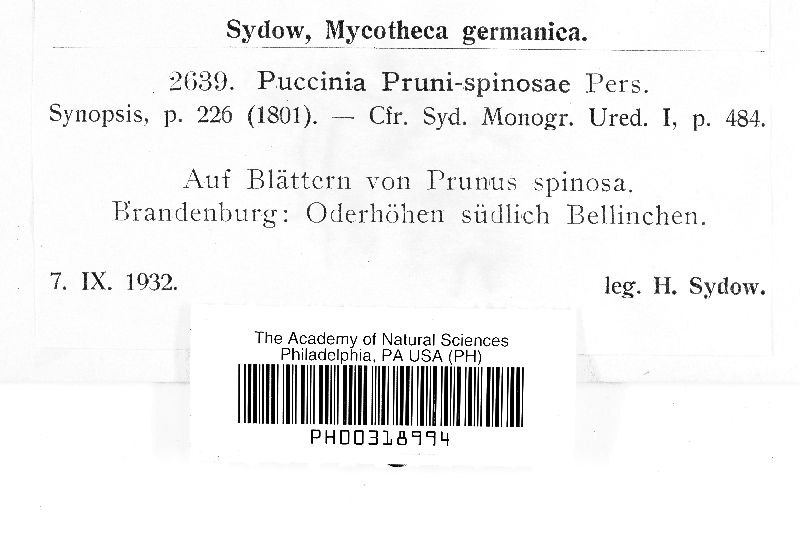 Sydow, Mycotheca germanica.
2639. Puccinia Pruni-spinosae Pers.
Synopsis, p. 226 (1801). — Cfr. Syd. Monogr. Ured. I, p. 484.
Auf Blättern von Prunus spinosa.
Brandenburg: Oderhöhen südlich Bellinchen.
7. IX. 1932. leg. H. Sydow.
The Academy of Natural Sciences
Philadelphia, PA USA (PH)
PH00318994